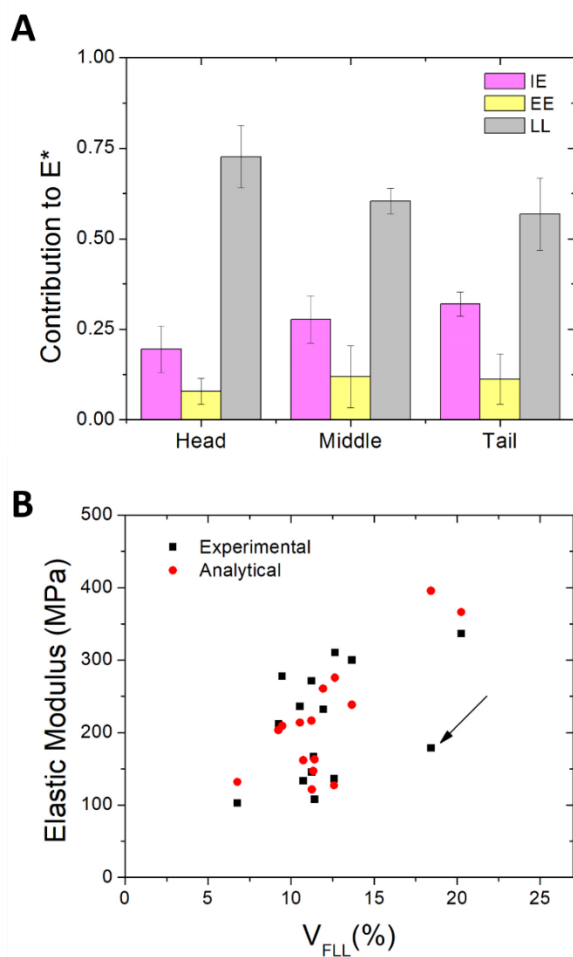 A
1.00
0.75
0.50
0.25
0.00
Contribution to E*
IE
EE
LL
Head Middle Tail
B
500
400
300
200
100
0
Elastic Modulus (MPa)
Experimental
Analytical
0 5 10 15 20 25
V_FLL(%)